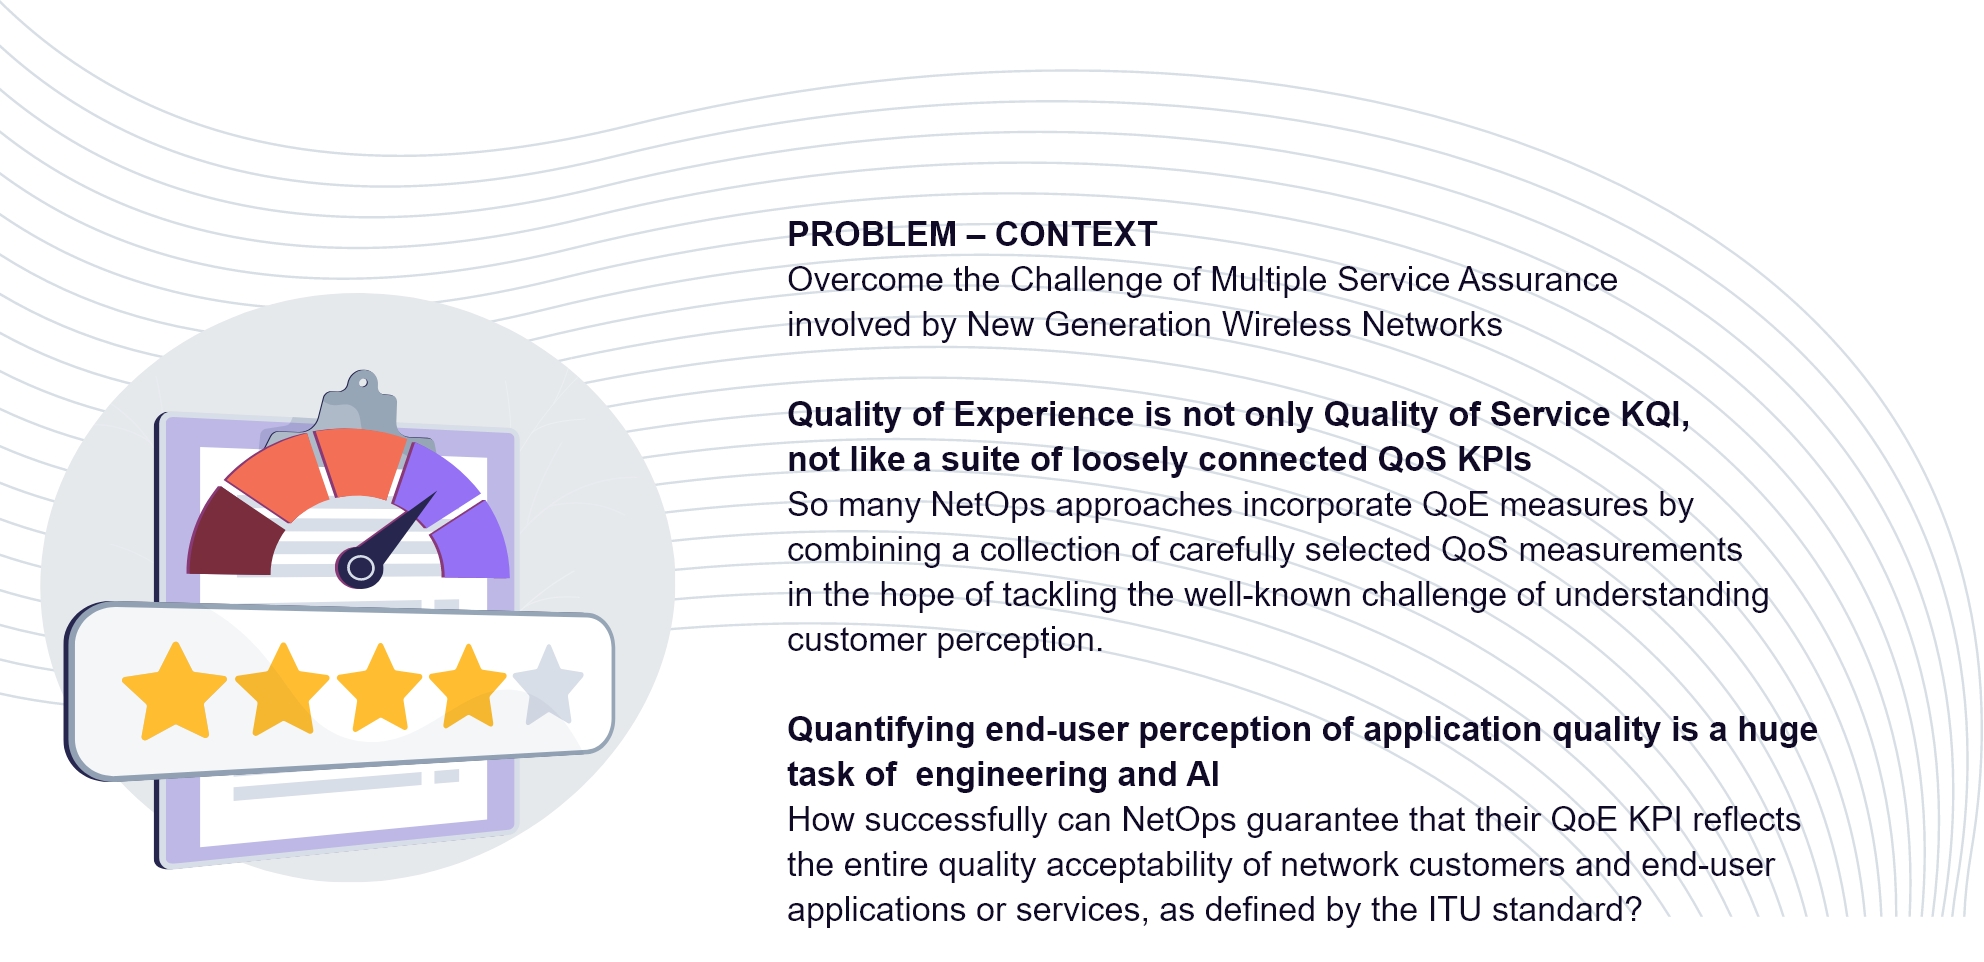 PROBLEM – CONTEXT
Overcome the Challenge of Multiple Service Assurance
involved by New Generation Wireless Networks
Quality of Experience is not only Quality of Service KQI,
not like a suite of loosely connected QoS KPIs
So many NetOps approaches incorporate QoE measures by
combining a collection of carefully selected QoS measurements
in the hope of tackling the well-known challenge of understanding
customer perception.
Quantifying end-user perception of application quality is a huge
task of  engineering and AI
How successfully can NetOps guarantee that their QoE KPI reflects
the entire quality acceptability of network customers and end-user
applications or services, as defined by the ITU standard?